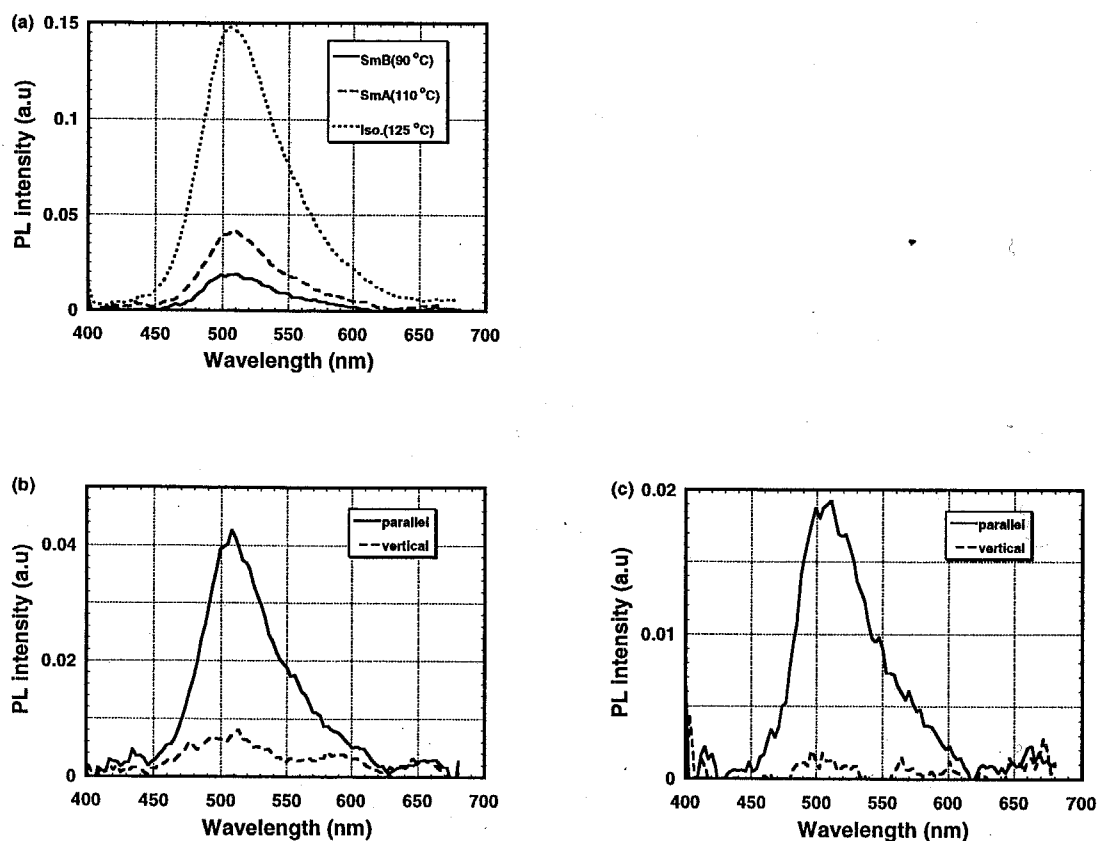 (a)
0.15
0.1
0.05
0
PL intensity (a.u)
SmB(90 °C)
SmA(110 °C)
Iso.(125 °C)
400 450 500 550 600 650 700
Wavelength (nm)
(b)
0.04
0.02
0
PL intensity (a.u)
parallel
vertical
400 450 500 550 600 650 700
Wavelength (nm)
(c)
0.02
0.01
0
PL intensity (a.u)
parallel
vertical
400 450 500 550 600 650 700
Wavelength (nm)